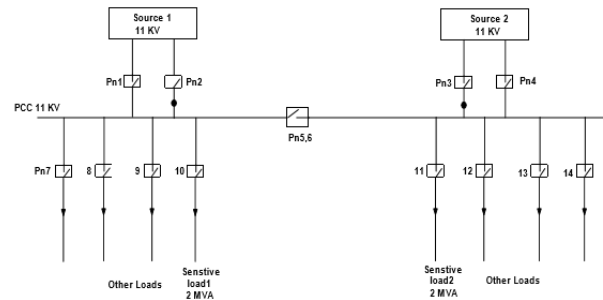 Source 1
11 KV
Source 2
11 KV
Pn1
Pn2
Pn3
Pn4
PCC 11 KV
Pn5,6
Pn7
8
9
10
11
12
13
14
Other Loads
Senstive
load1
2 MVA
Senstive
load2
2 MVA
Other Loads